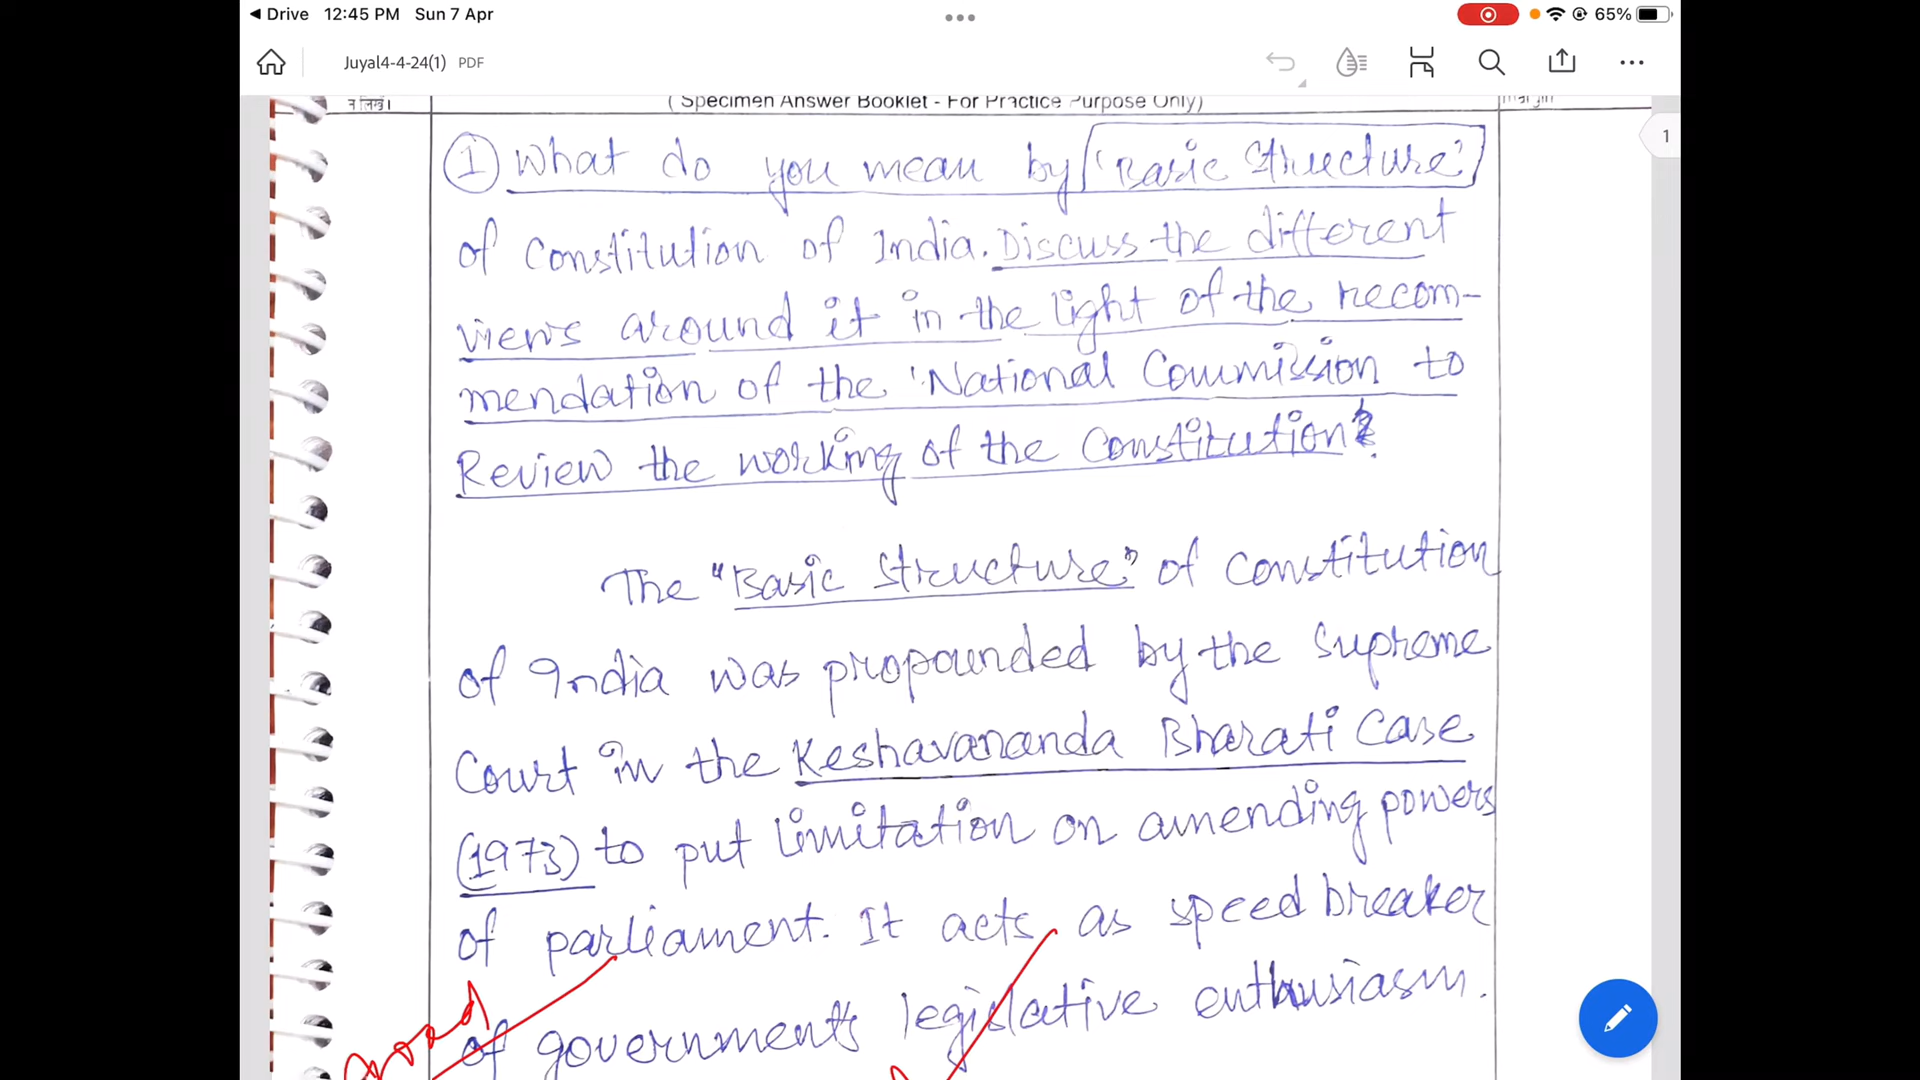 Drive 12:45 PM Sun 7 Apr 65%
Juyal4-4-24(1) PDF
न लिखें। (Specimen Answer Booklet - For Practice Purpose Only) margin
1
① What do you mean by 'Basic Structure'
of Constitution of India. Discuss the different
views around it in the light of the recom-
mendation of the 'National Commission to
Review the working of the Constitution?
The "Basic Structure" of Constitution
of India was propounded by the Supreme
Court in the Keshavananda Bharati Case
(1973) to put limitation on amending powers
of parliament. It acts as speed breaker
of government's legislative enthusiasm.
Good